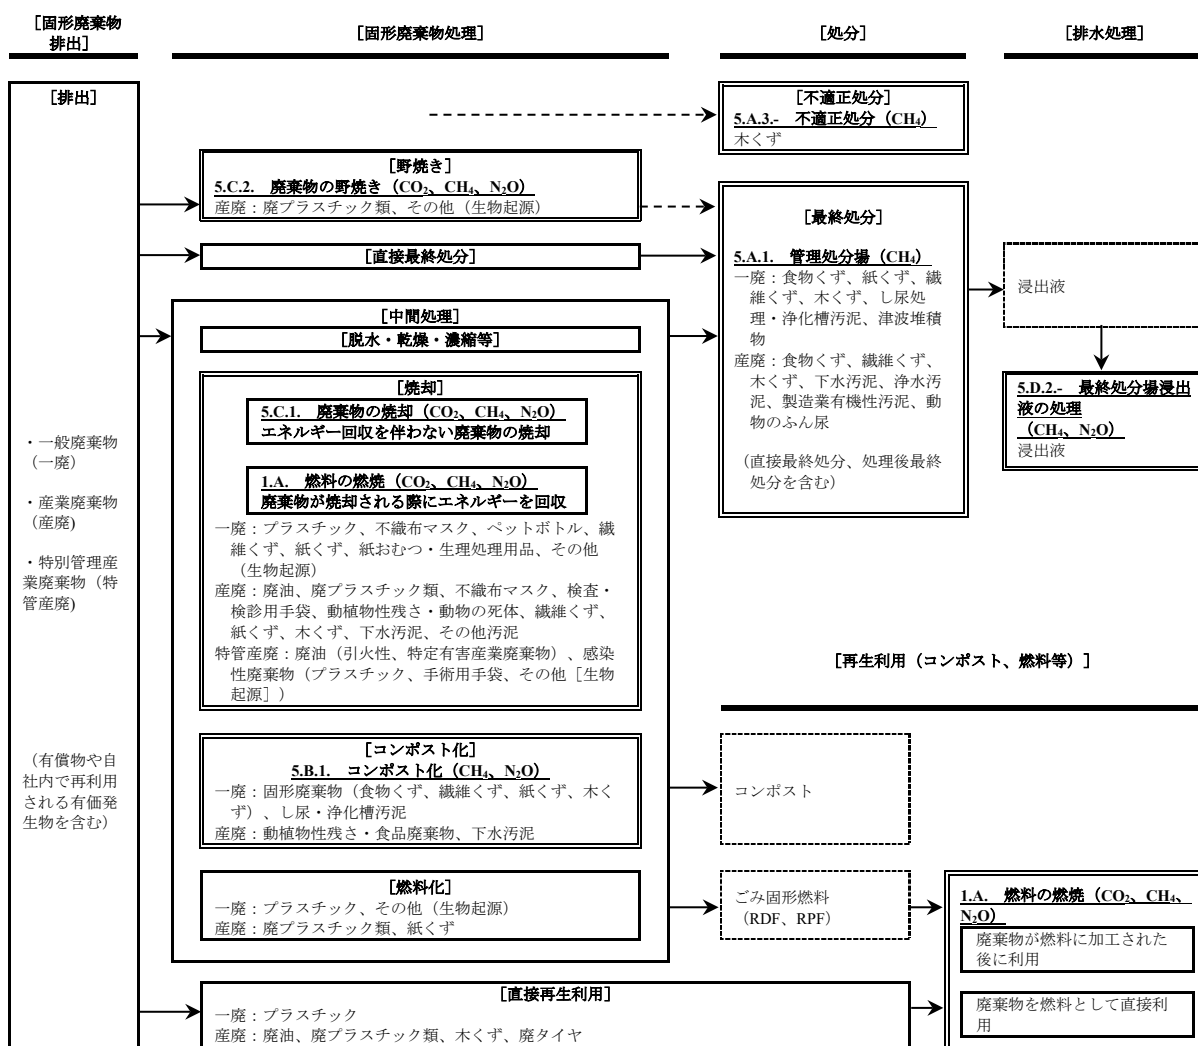 ［固形廃棄物
排出］
［固形廃棄物処理］
［処分］
［排水処理］
［排出］
・一般廃棄物
（一廃）
・産業廃棄物
（産廃)
・特別管理産
業廃棄物（特
管産廃)
（有償物や自
社内で再利用
される有価発
生物を含む）
［不適正処分］
5.A.3.-　不適正処分（CH₄）
木くず
［野焼き］
5.C.2.　廃棄物の野焼き（CO₂、CH₄、N₂O）
産廃：廃プラスチック類、その他（生物起源）
［直接最終処分］
［中間処理］
［脱水・乾燥・濃縮等］
［焼却］
5.C.1.　廃棄物の焼却（CO₂、CH₄、N₂O）
エネルギー回収を伴わない廃棄物の焼却
1.A.　燃料の燃焼（CO₂、CH₄、N₂O）
廃棄物が焼却される際にエネルギーを回収
一廃：プラスチック、不織布マスク、ペットボトル、繊
維くず、紙くず、紙おむつ・生理処理用品、その他
（生物起源）
産廃：廃油、廃プラスチック類、不織布マスク、検査・
検診用手袋、動植物性残さ・動物の死体、繊維くず、
紙くず、木くず、下水汚泥、その他汚泥
特管産廃：廃油（引火性、特定有害産業廃棄物）、感染
性廃棄物（プラスチック、手術用手袋、その他［生物
起源］）
［コンポスト化］
5.B.1.　コンポスト化（CH₄、N₂O）
一廃：固形廃棄物（食物くず、繊維くず、紙くず、木く
ず）、し尿・浄化槽汚泥
産廃：動植物性残さ・食品廃棄物、下水汚泥
［燃料化］
一廃：プラスチック、その他（生物起源）
産廃：廃プラスチック類、紙くず
［直接再生利用］
一廃：プラスチック
産廃：廃油、廃プラスチック類、木くず、廃タイヤ
［最終処分］
5.A.1.　管理処分場（CH₄）
一廃：食物くず、紙くず、繊
維くず、木くず、し尿処
理・浄化槽汚泥、津波堆積
物
産廃：食物くず、繊維くず、
木くず、下水汚泥、浄水汚
泥、製造業有機性汚泥、動
物のふん尿
（直接最終処分、処理後最終
処分を含む）
浸出液
5.D.2.-　最終処分場浸出
液の処理
（CH₄、N₂O）
浸出液
［再生利用（コンポスト、燃料等）］
コンポスト
ごみ固形燃料
（RDF、RPF）
1.A.　燃料の燃焼（CO₂、CH₄、
N₂O）
廃棄物が燃料に加工された
後に利用
廃棄物を燃料として直接利
用